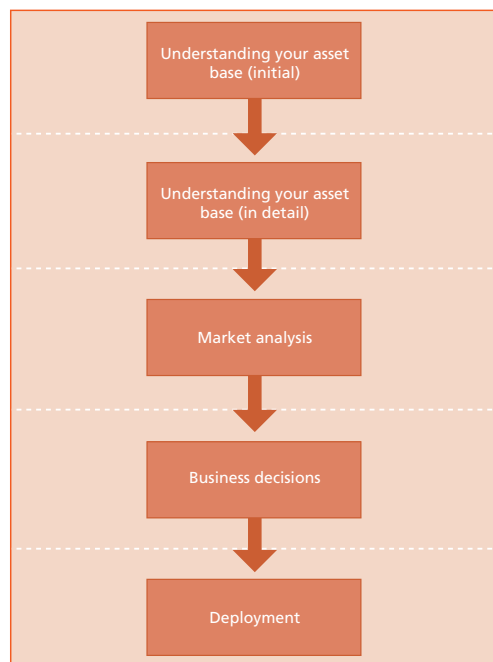 Understanding your asset
base (initial)
Understanding your asset
base (in detail)
Market analysis
Business decisions
Deployment